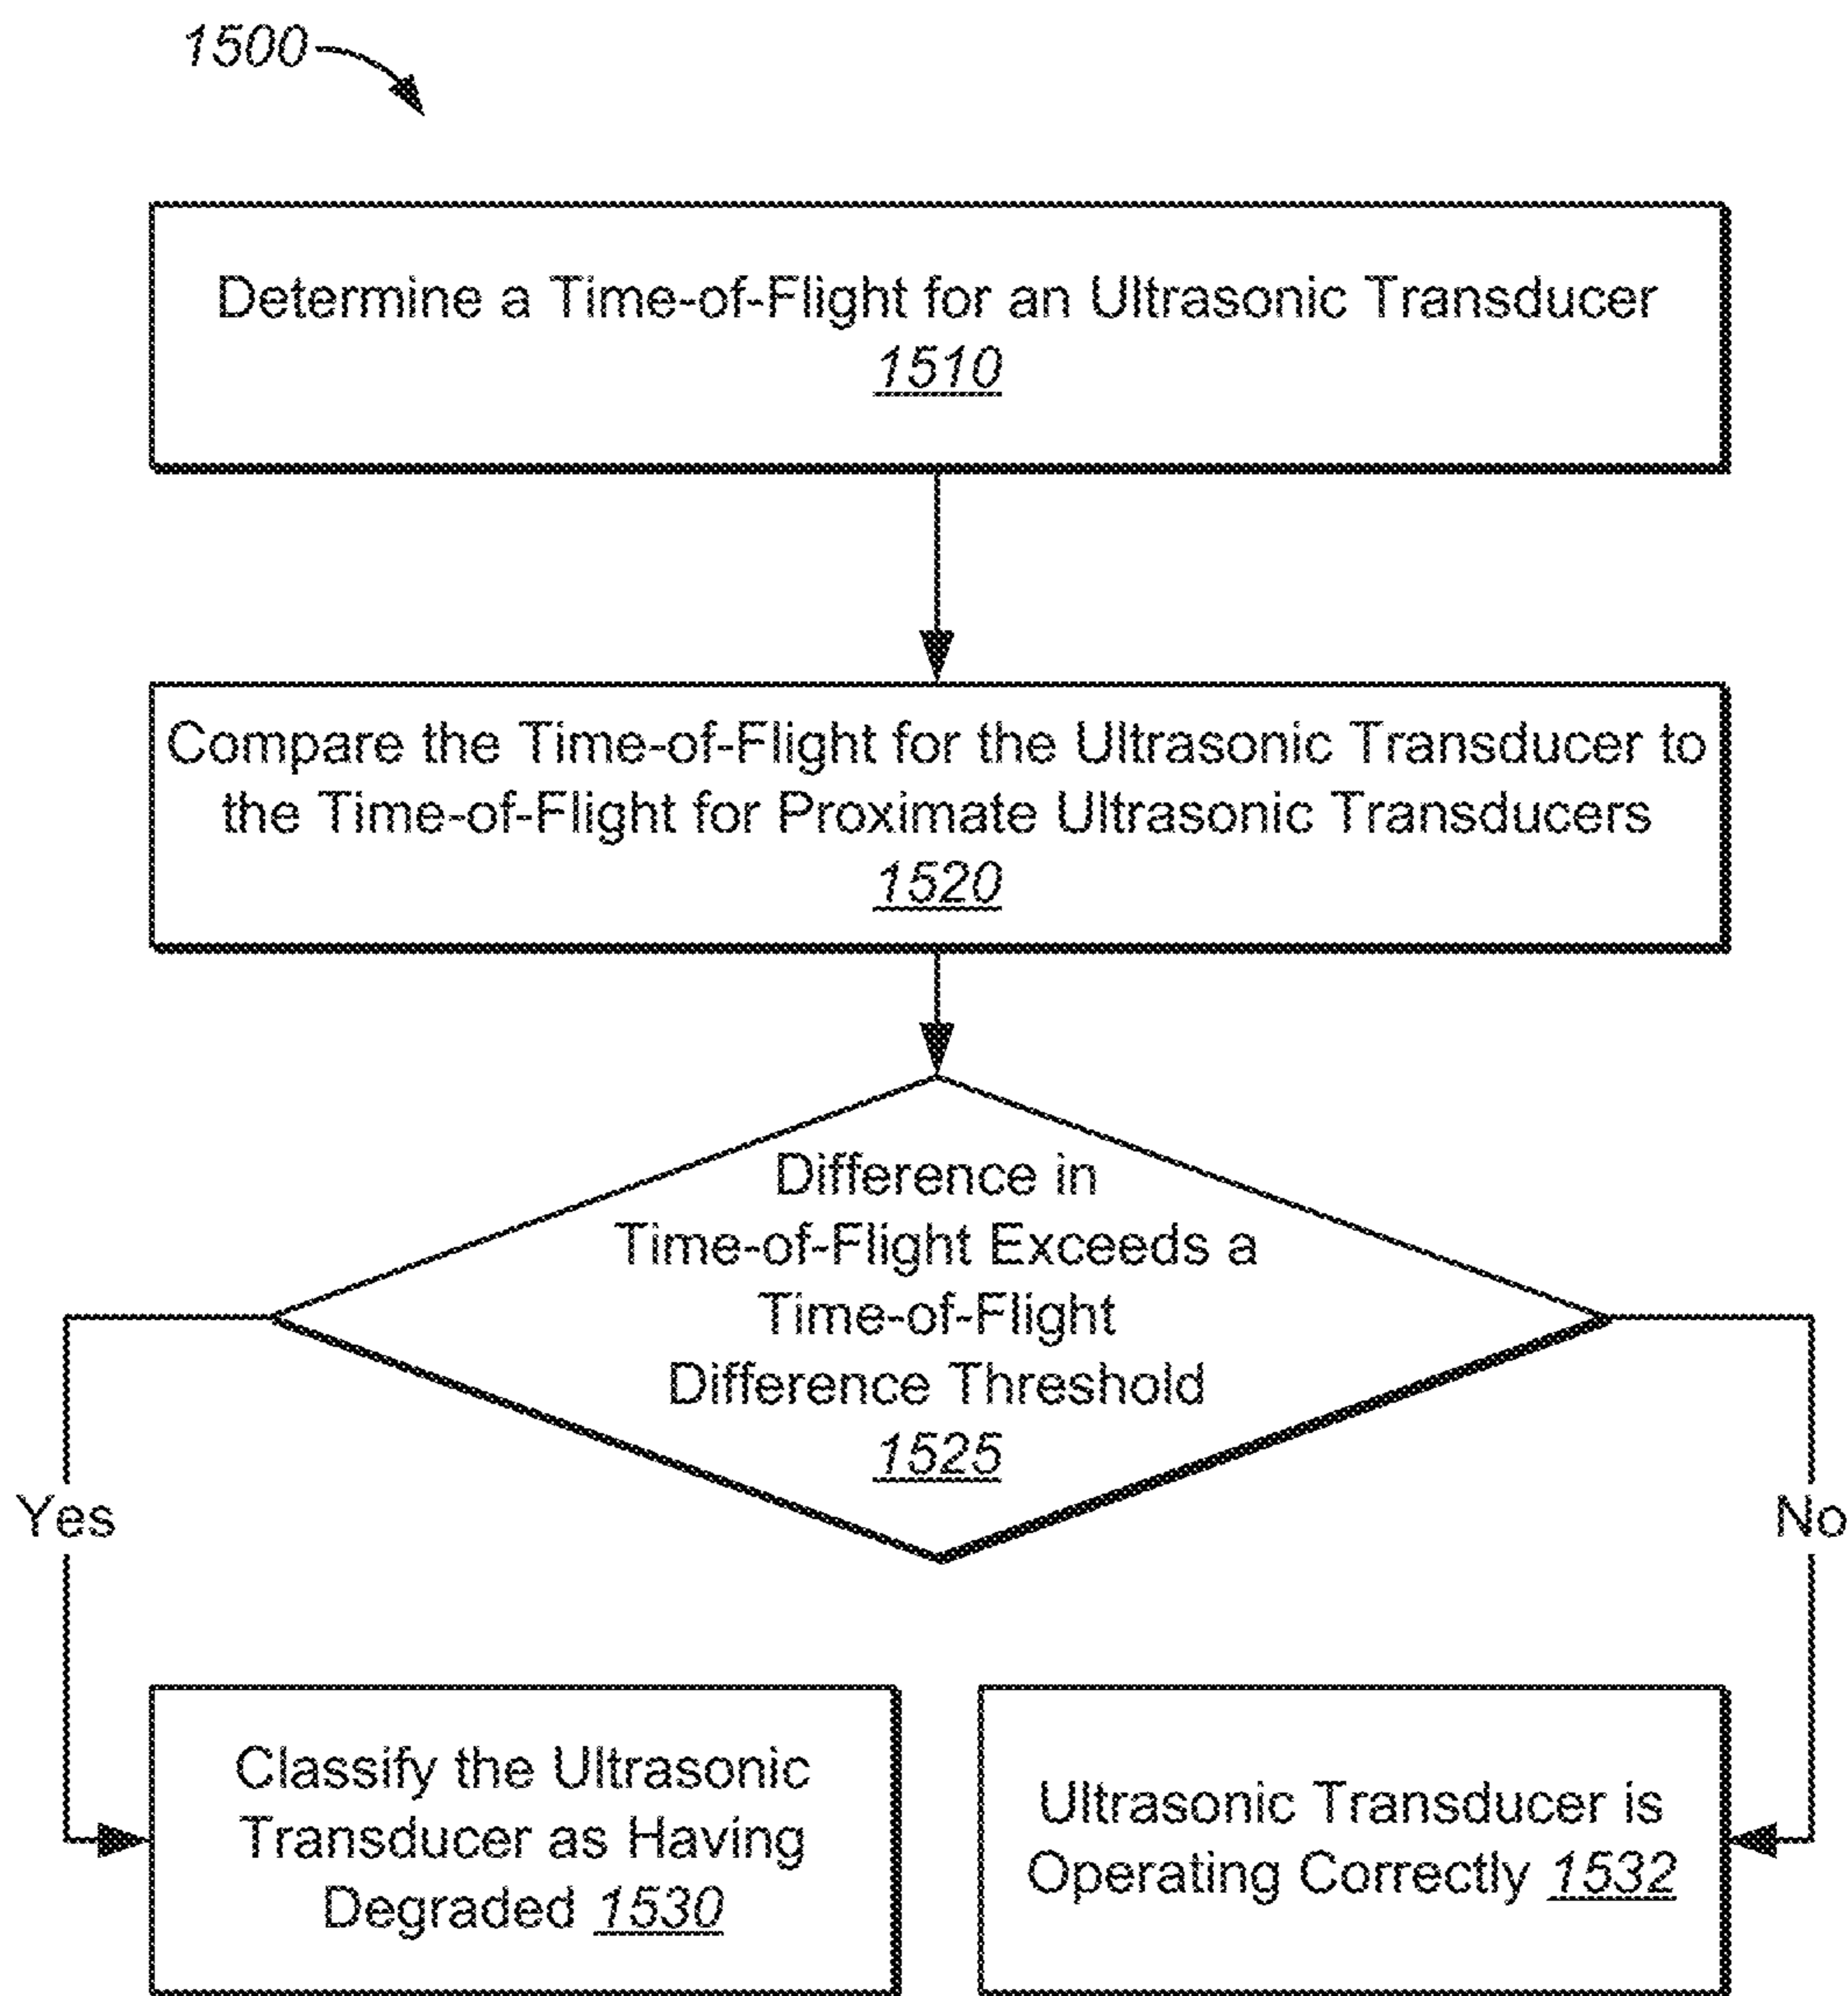 1500
Determine a Time-of-Flight for an Ultrasonic Transducer
1510
Compare the Time-of-Flight for the Ultrasonic Transducer to
the Time-of-Flight for Proximate Ultrasonic Transducers
1520
Difference in
Time-of-Flight Exceeds a
Time-of-Flight
Difference Threshold
1525
Yes
No
Classify the Ultrasonic
Transducer as Having
Degraded 1530
Ultrasonic Transducer is
Operating Correctly 1532